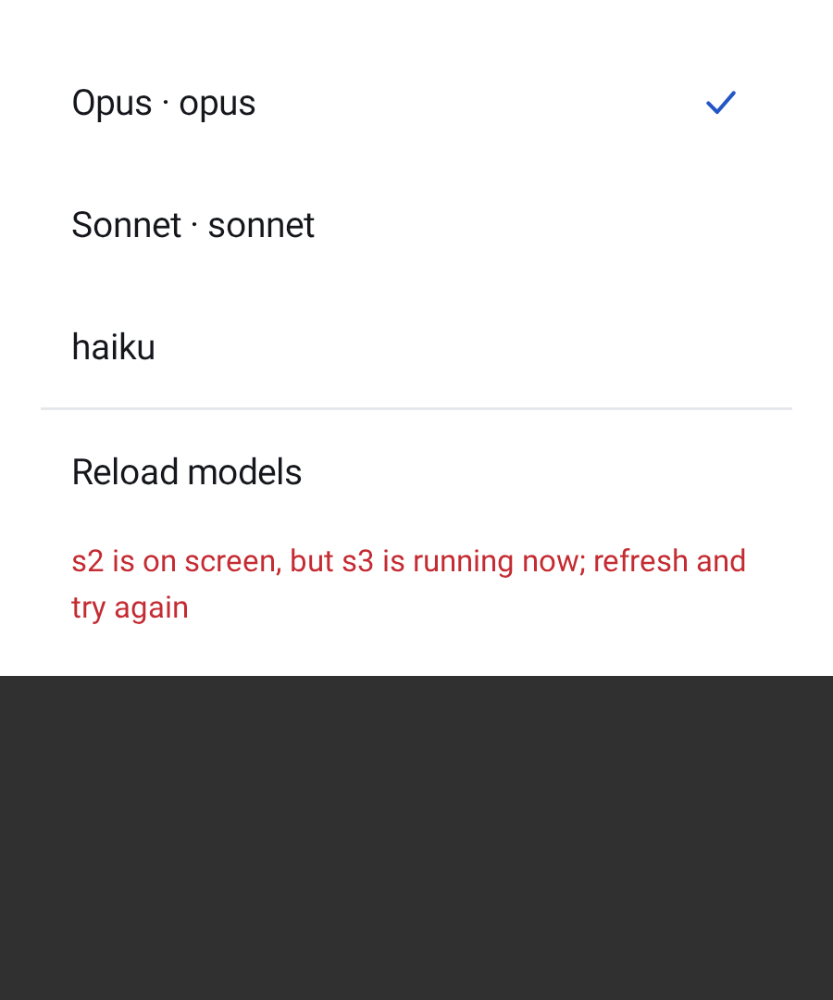 Opus · opus
Sonnet · sonnet
haiku
Reload models
s2 is on screen, but s3 is running now; refresh and
try again